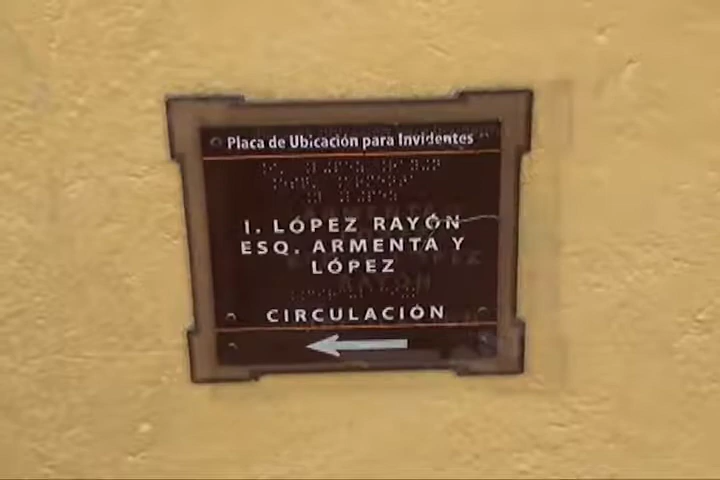 Placa de Ubicación para Invidentes
I. LÓPEZ RAYÓN
ESQ. ARMENTA Y
LÓPEZ
CIRCULACIÓN